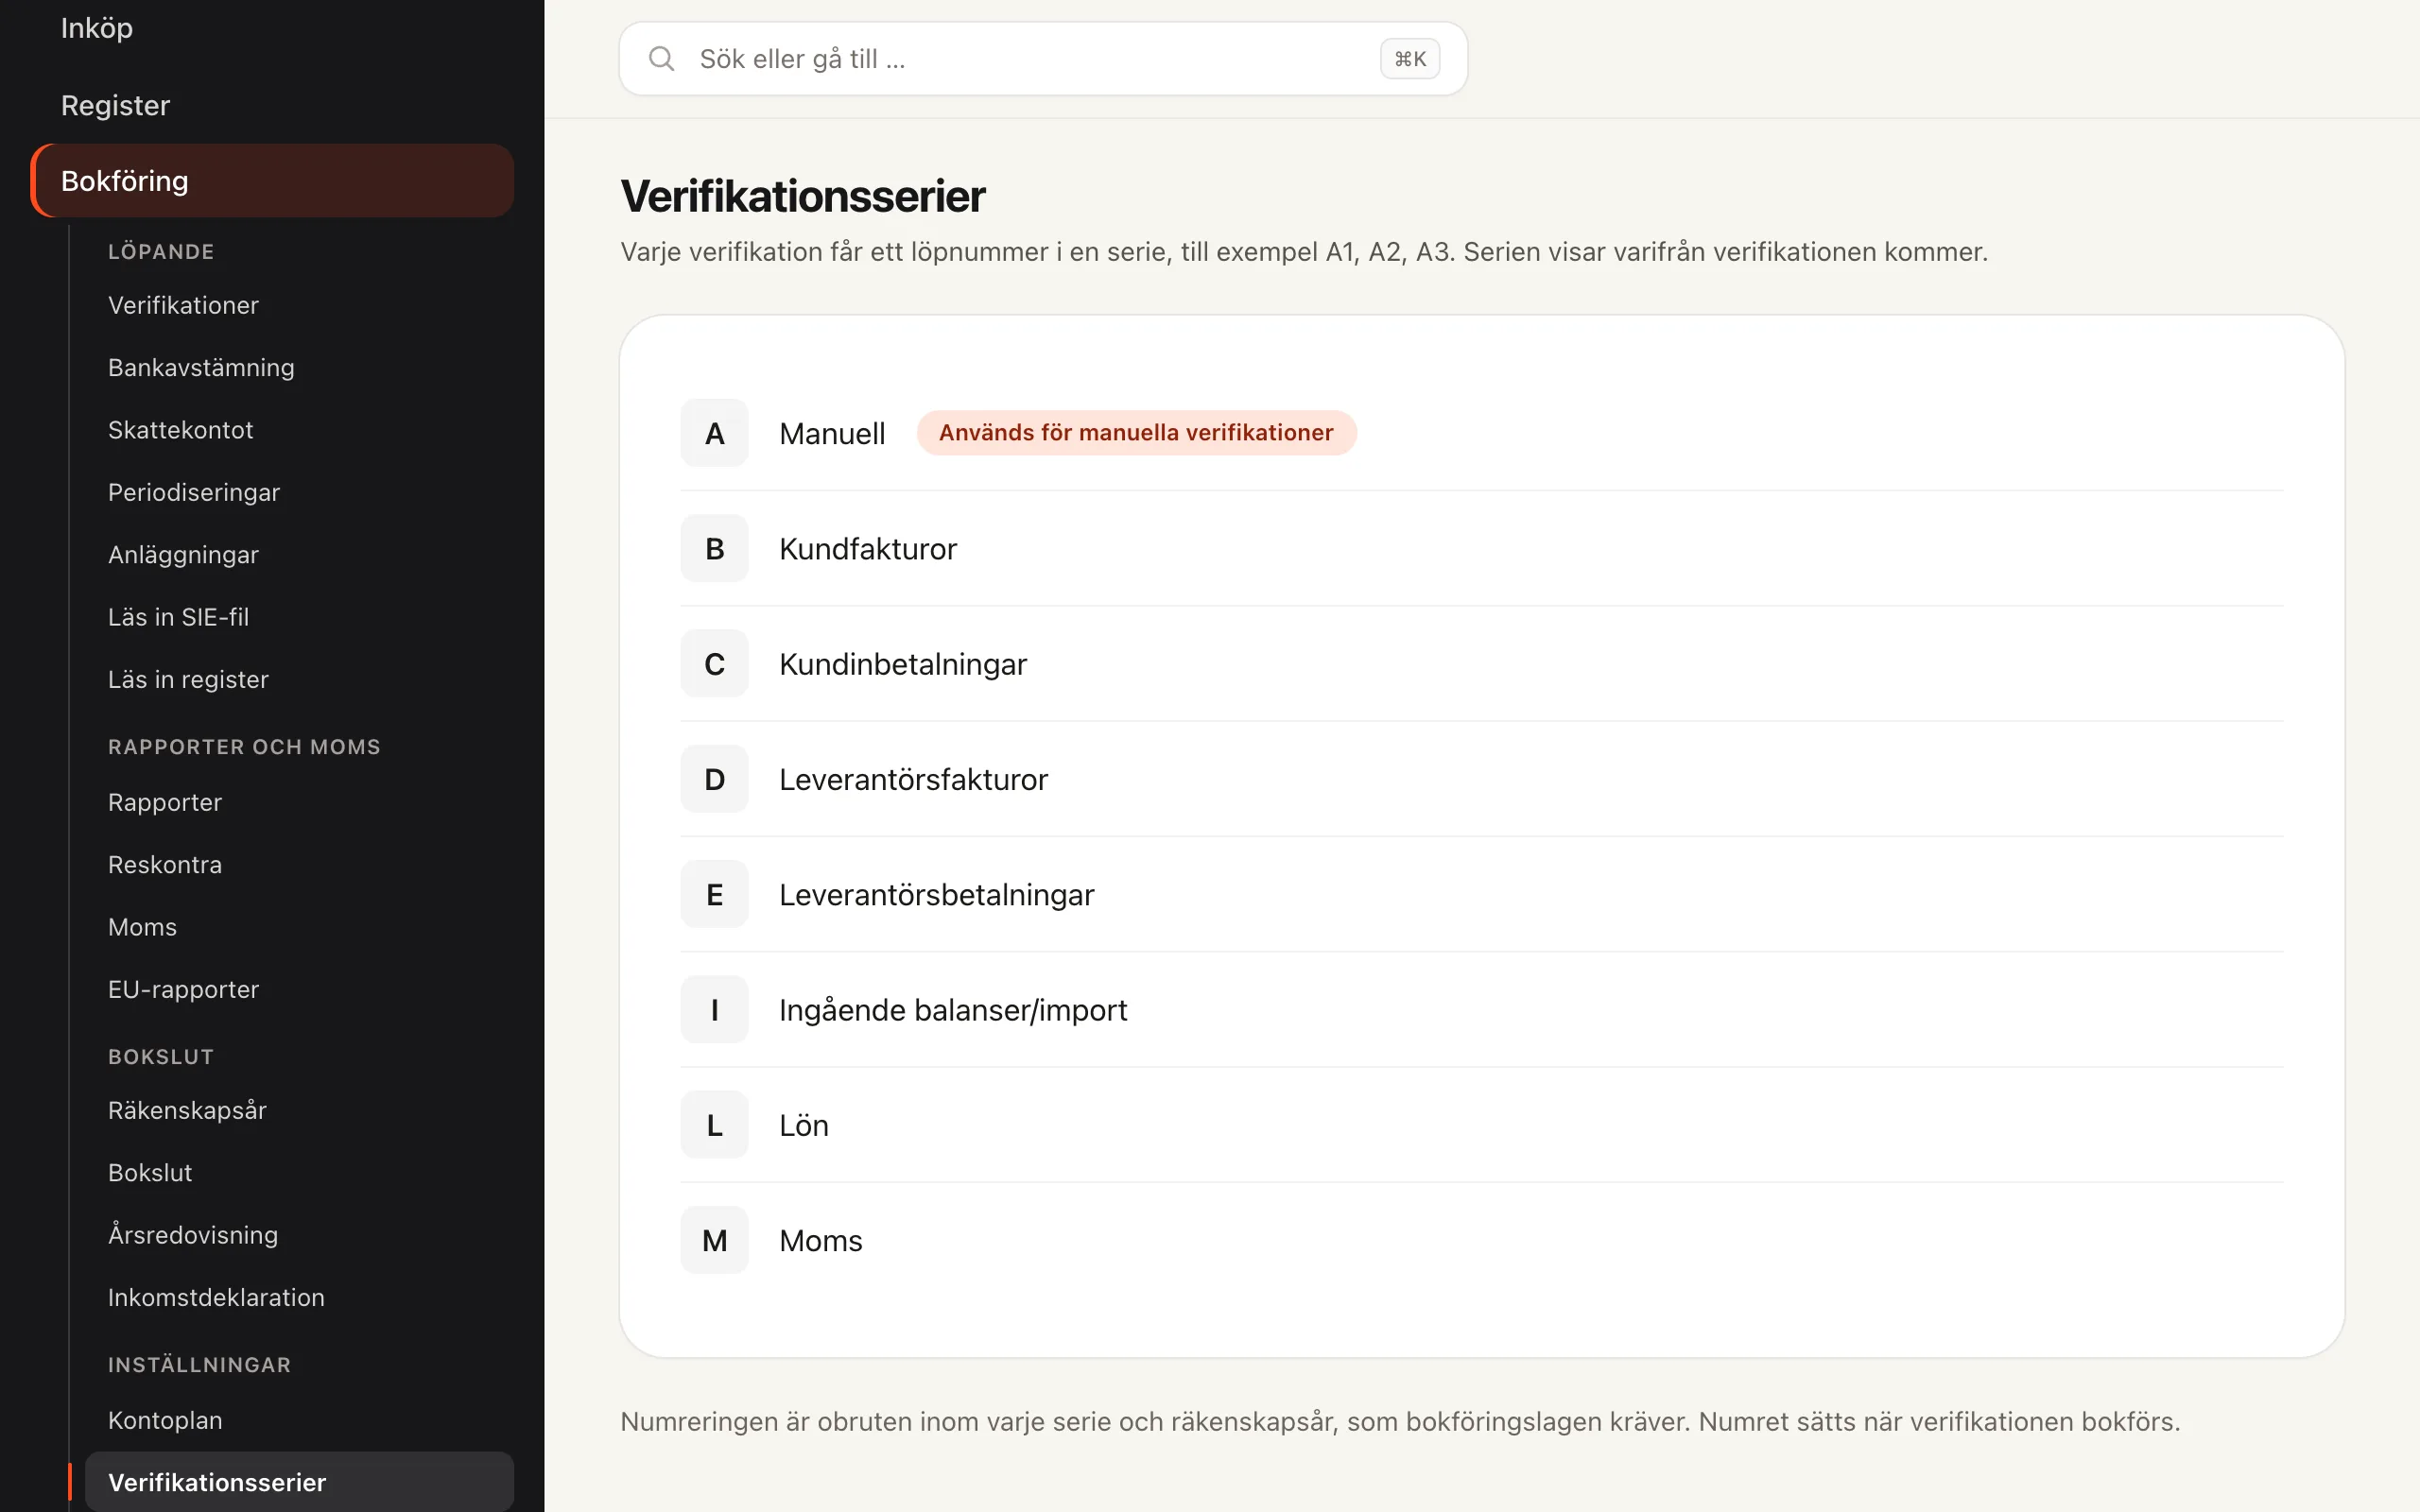 Inköp
Register
Bokföring
LÖPANDE
Verifikationer
Bankavstämning
Skattekontot
Periodiseringar
Anläggningar
Läs in SIE-fil
Läs in register
RAPPORTER OCH MOMS
Rapporter
Reskontra
Moms
EU-rapporter
BOKSLUT
Räkenskapsår
Bokslut
Årsredovisning
Inkomstdeklaration
INSTÄLLNINGAR
Kontoplan
Verifikationsserier
Sök eller gå till ... ⌘K
Verifikationsserier
Varje verifikation får ett löpnummer i en serie, till exempel A1, A2, A3. Serien visar varifrån verifikationen kommer.
A Manuell Används för manuella verifikationer
B Kundfakturor
C Kundinbetalningar
D Leverantörsfakturor
E Leverantörsbetalningar
I Ingående balanser/import
L Lön
M Moms
Numreringen är obruten inom varje serie och räkenskapsår, som bokföringslagen kräver. Numret sätts när verifikationen bokförs.